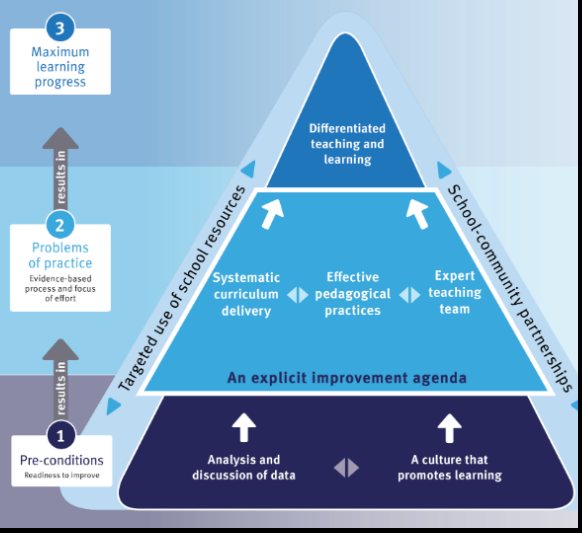 3
Maximum
learning
progress
results in
2
Problems
of practice
Evidence-based
process and focus
of effort
results in
1
Pre-conditions
Readiness to improve
Targeted use of school resources
School-community partnerships
Differentiated
teaching and
learning
Systematic
curriculum
delivery
Effective
pedagogical
practices
Expert
teaching
team
An explicit improvement agenda
Analysis and
discussion of data
A culture that
promotes learning